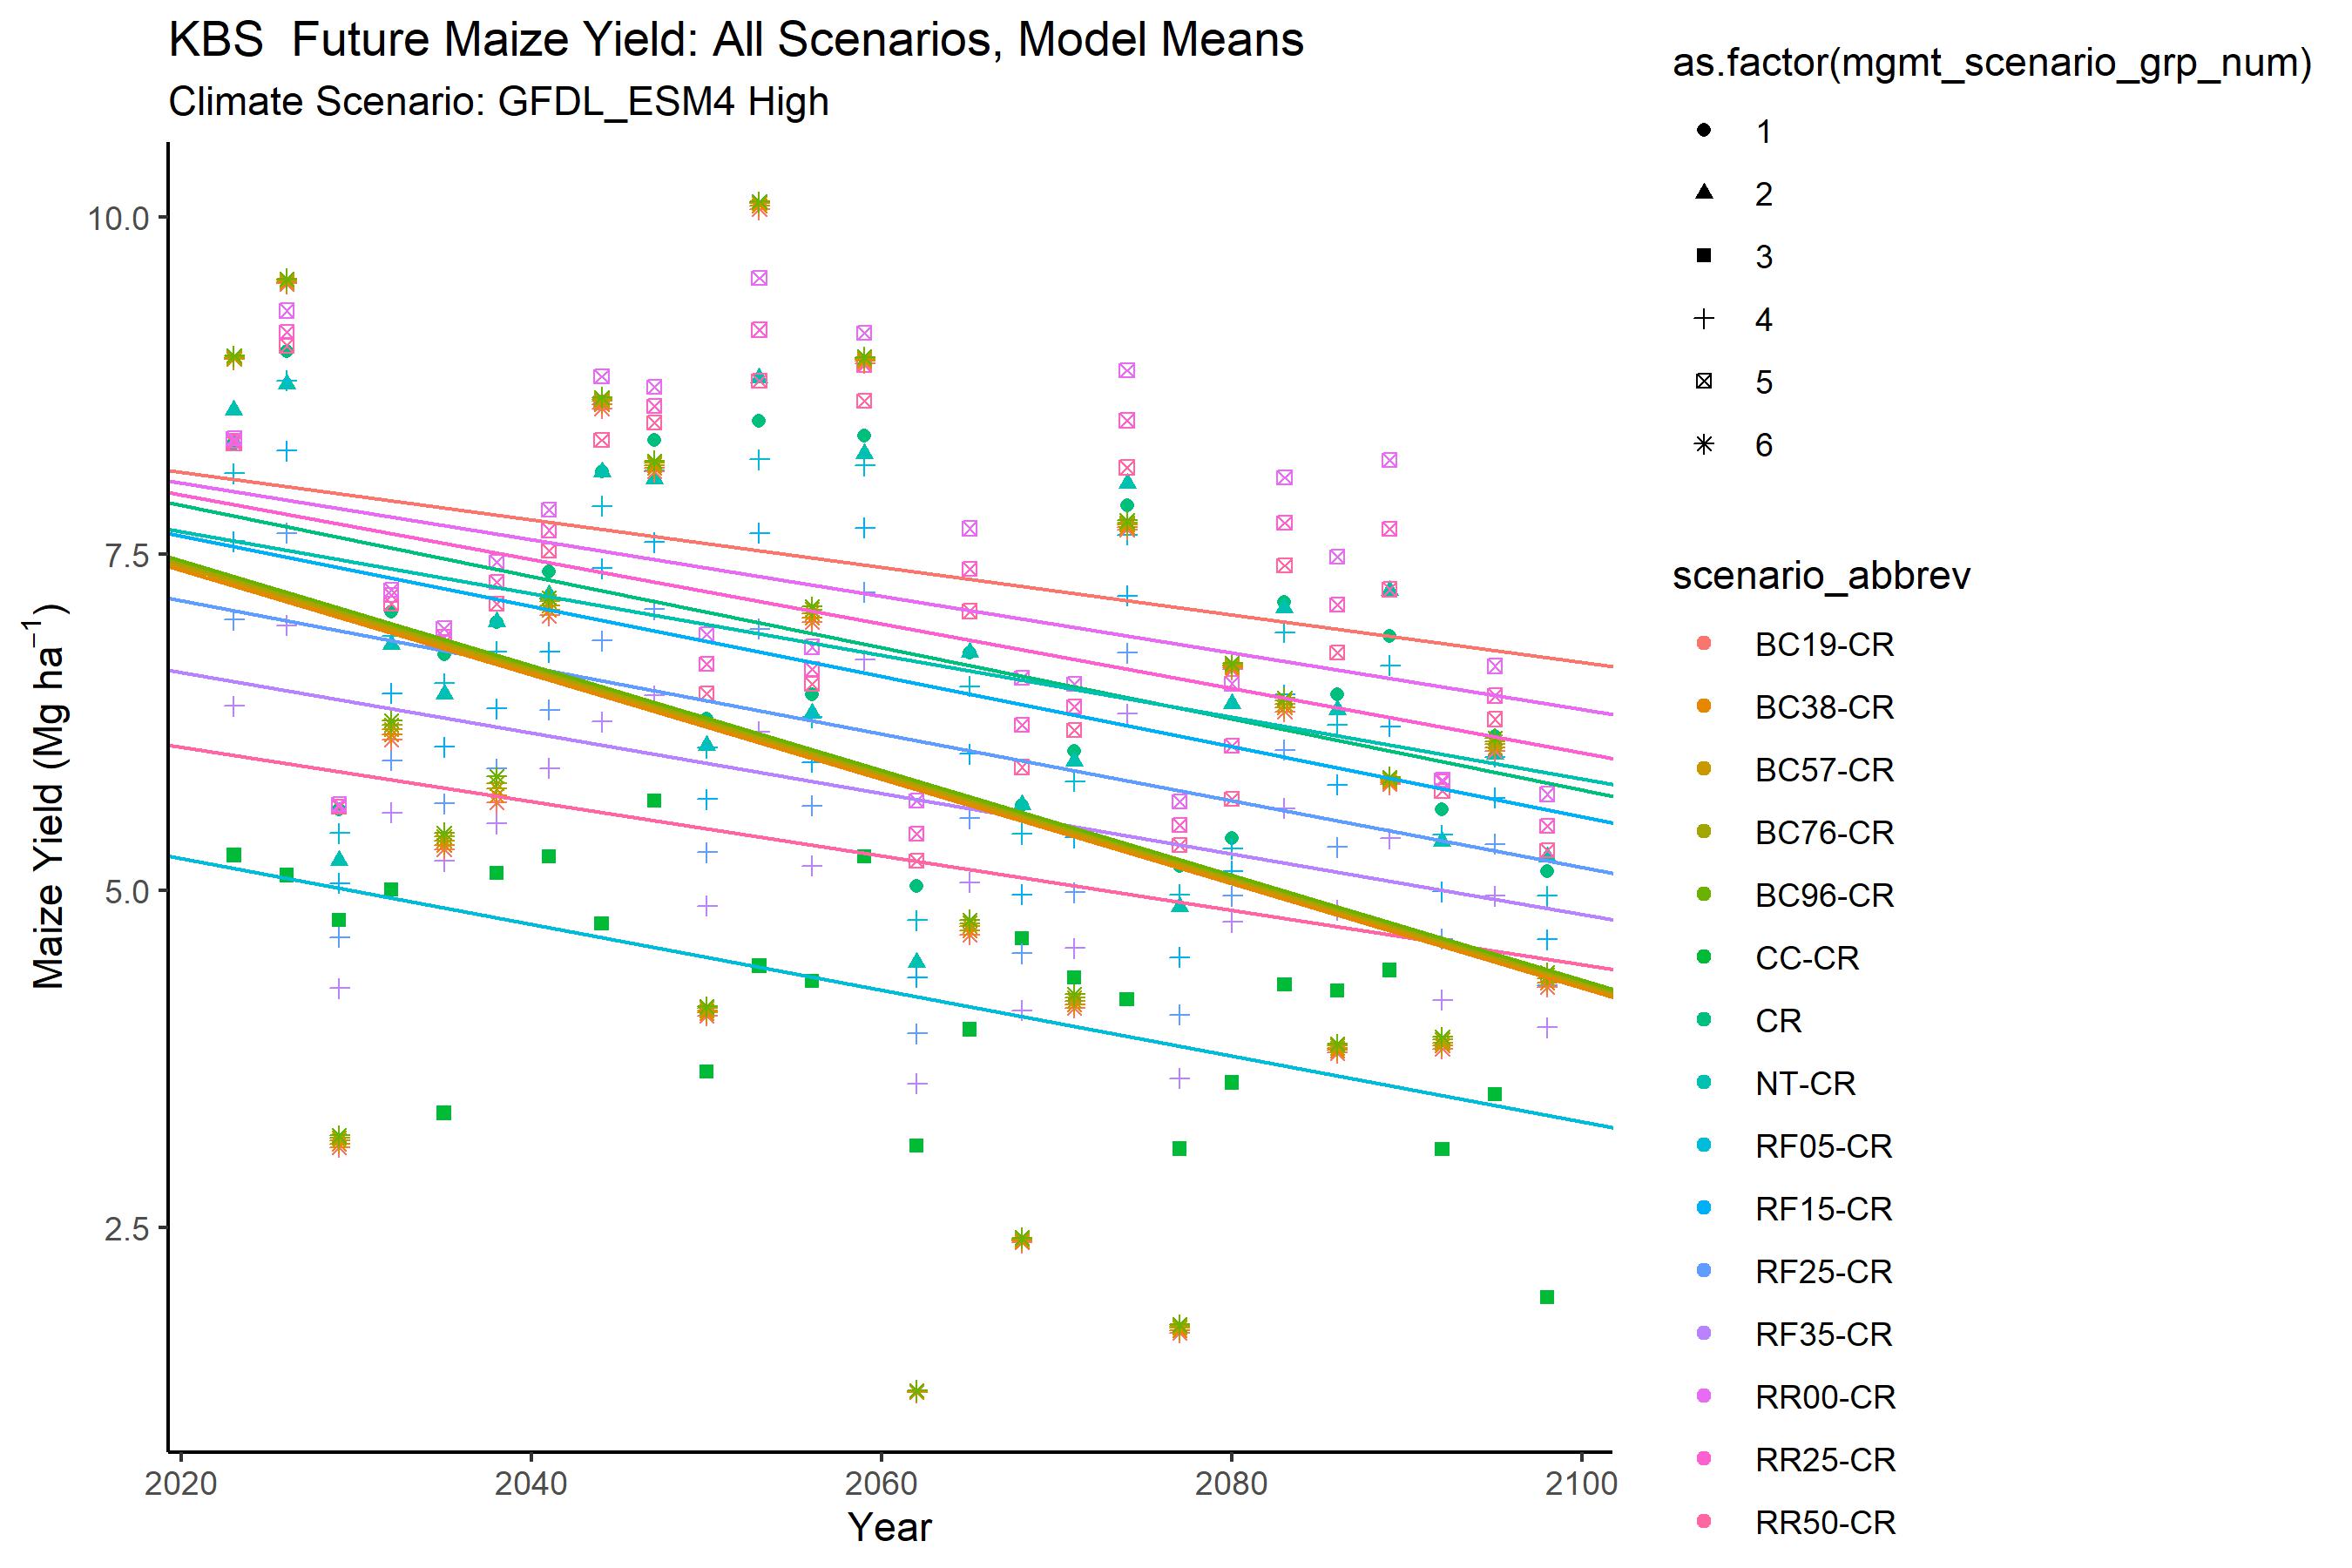 KBS  Future Maize Yield: All Scenarios, Model Means
Climate Scenario: GFDL_ESM4 High
Maize Yield (Mg ha⁻¹)
10.0
7.5
5.0
2.5
2020
2040
2060
2080
2100
Year
as.factor(mgmt_scenario_grp_num)
1
2
3
4
5
6
scenario_abbrev
BC19-CR
BC38-CR
BC57-CR
BC76-CR
BC96-CR
CC-CR
CR
NT-CR
RF05-CR
RF15-CR
RF25-CR
RF35-CR
RR00-CR
RR25-CR
RR50-CR